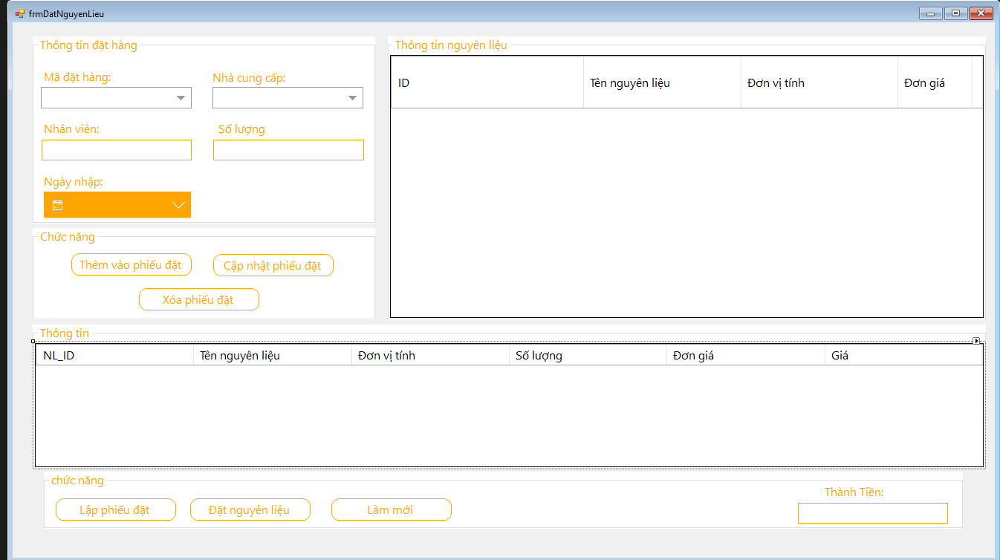 frmDatNguyenLieu
Thông tin đặt hàng
Mã đặt hàng:
Nhà cung cấp:
Nhân viên:
Số lượng
Ngày nhập:
Chức năng
Thêm vào phiếu đặt
Cập nhật phiếu đặt
Xóa phiếu đặt
Thông tin nguyên liệu
ID
Tên nguyên liệu
Đơn vị tính
Đơn giá
Thông tin
NL_ID
Tên nguyên liệu
Đơn vị tính
Số lượng
Đơn giá
Giá
chức năng
Lập phiếu đặt
Đặt nguyên liệu
Làm mới
Thành Tiền: